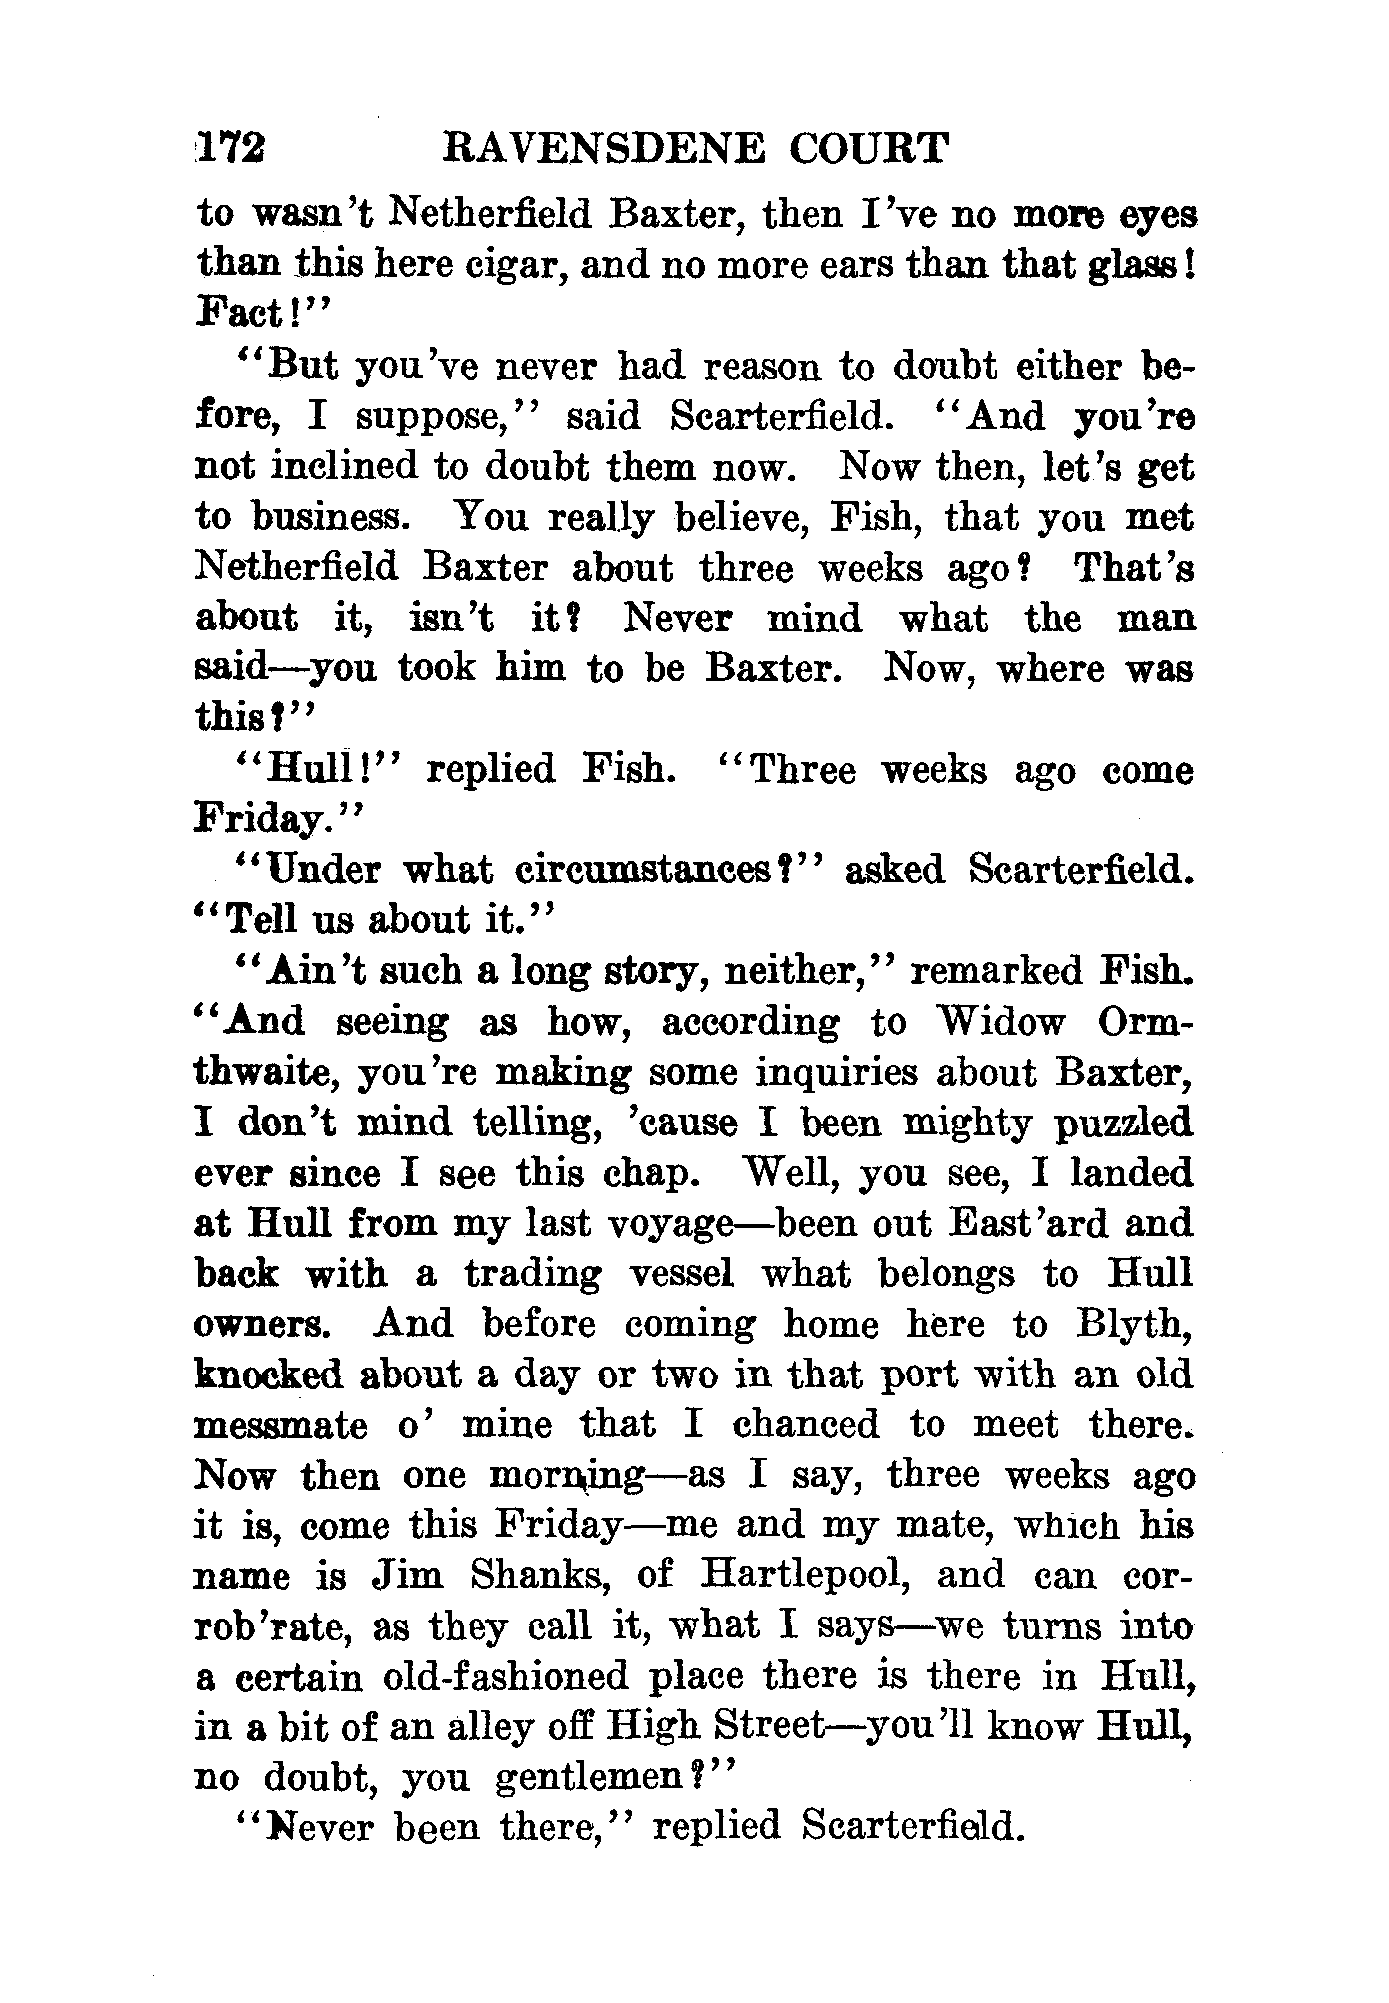 172 RAVENSDENE COURT
to wasn't Netherfield Baxter, then I've no more eyes
than this here cigar, and no more ears than that glass!
Fact!"
"But you've never had reason to doubt either be-
fore, I suppose," said Scarterfield. "And you're
not inclined to doubt them now. Now then, let's get
to business. You really believe, Fish, that you met
Netherfield Baxter about three weeks ago? That's
about it, isn't it? Never mind what the man
said—you took him to be Baxter. Now, where was
this?"
"Hull!" replied Fish. "Three weeks ago come
Friday."
"Under what circumstances?" asked Scarterfield.
"Tell us about it."
"Ain't such a long story, neither," remarked Fish.
"And seeing as how, according to Widow Orm-
thwaite, you're making some inquiries about Baxter,
I don't mind telling, 'cause I been mighty puzzled
ever since I see this chap. Well, you see, I landed
at Hull from my last voyage—been out East'ard and
back with a trading vessel what belongs to Hull
owners. And before coming home here to Blyth,
knocked about a day or two in that port with an old
messmate o' mine that I chanced to meet there.
Now then one morning—as I say, three weeks ago
it is, come this Friday—me and my mate, which his
name is Jim Shanks, of Hartlepool, and can cor-
rob'rate, as they call it, what I says—we turns into
a certain old-fashioned place there is there in Hull,
in a bit of an alley off High Street—you'll know Hull,
no doubt, you gentlemen?"
"Never been there," replied Scarterfield.